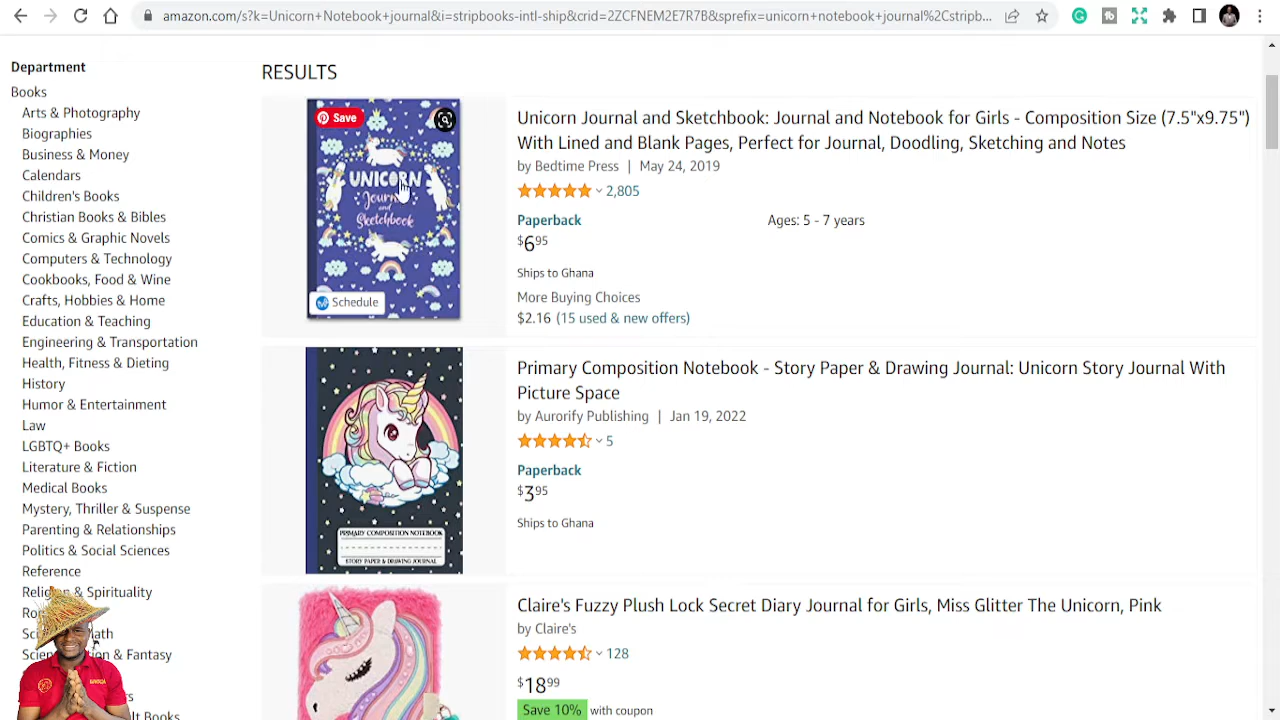 amazon.com/s?k=Unicorn+Notebook+journal&i=stripbooks-intl-ship&crid=2ZCFNEM2E7R7B&sprefix=unicorn+notebook+journal%2Cstripb...
Department
Books
Arts & Photography
Biographies
Business & Money
Calendars
Children's Books
Christian Books & Bibles
Comics & Graphic Novels
Computers & Technology
Cookbooks, Food & Wine
Crafts, Hobbies & Home
Education & Teaching
Engineering & Transportation
Health, Fitness & Dieting
History
Humor & Entertainment
Law
LGBTQ+ Books
Literature & Fiction
Medical Books
Mystery, Thriller & Suspense
Parenting & Relationships
Politics & Social Sciences
Reference
& Spirituality
& Fantasy
Books
RESULTS
Save
UNICORN
Journal
and
Sketchbook
Schedule
Unicorn Journal and Sketchbook: Journal and Notebook for Girls - Composition Size (7.5"x9.75")
With Lined and Blank Pages, Perfect for Journal, Doodling, Sketching and Notes
by Bedtime Press | May 24, 2019
2,805
Paperback
Ages: 5 - 7 years
$6.95
Ships to Ghana
More Buying Choices
$2.16 (15 used & new offers)
PRIMARY COMPOSITION NOTEBOOK
STORY PAPER & DRAWING JOURNAL
Primary Composition Notebook - Story Paper & Drawing Journal: Unicorn Story Journal With
Picture Space
by Aurorify Publishing | Jan 19, 2022
5
Paperback
$3.95
Ships to Ghana
Claire's Fuzzy Plush Lock Secret Diary Journal for Girls, Miss Glitter The Unicorn, Pink
by Claire's
128
$18.99
Save 10% with coupon